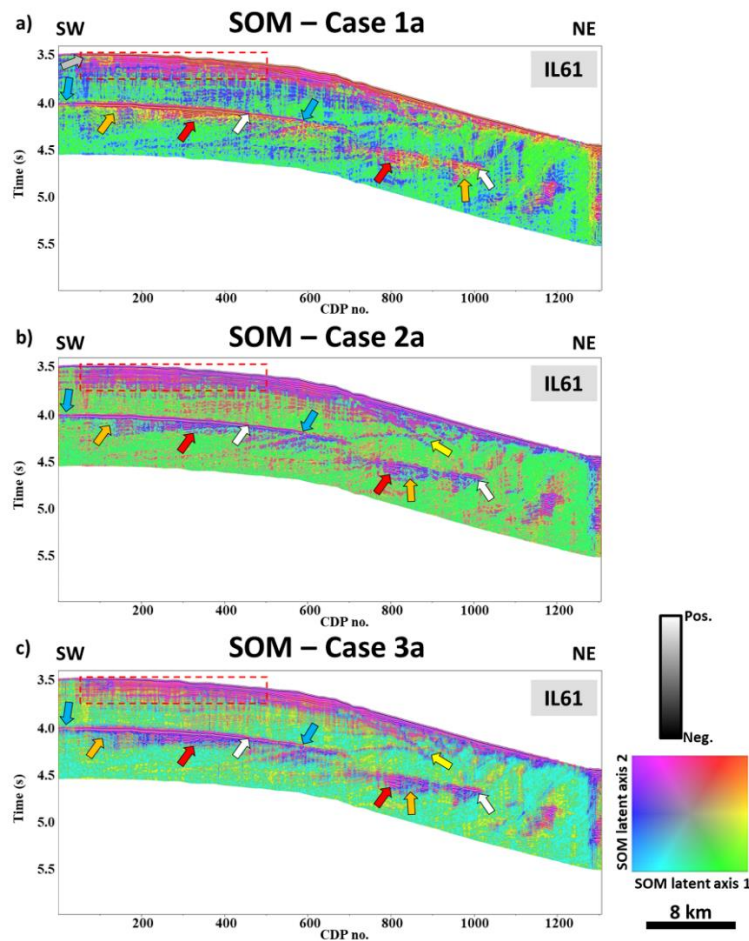 a) SW SOM – Case 1a NE
IL61
3.5
4.0
4.5
5.0
5.5
Time (s)
200 400 600 800 1000 1200
CDP no.
b) SW SOM – Case 2a NE
IL61
3.5
4.0
4.5
5.0
5.5
Time (s)
200 400 600 800 1000 1200
CDP no.
c) SW SOM – Case 3a NE
IL61
3.5
4.0
4.5
5.0
5.5
Time (s)
200 400 600 800 1000 1200
CDP no.
Pos.
Neg.
SOM latent axis 2
SOM latent axis 1
8 km